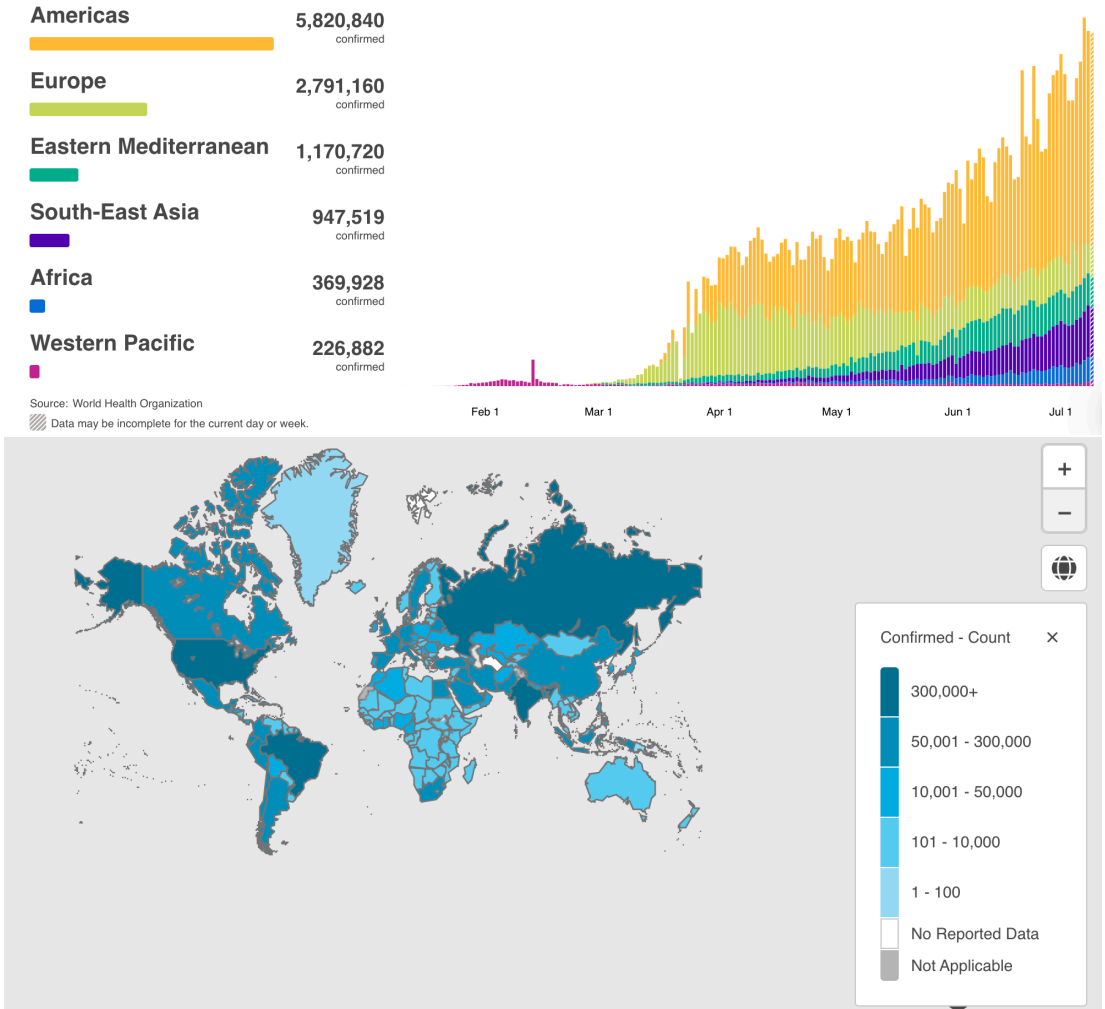 Americas
5,820,840
confirmed
Europe
2,791,160
confirmed
Eastern Mediterranean
1,170,720
confirmed
South-East Asia
947,519
confirmed
Africa
369,928
confirmed
Western Pacific
226,882
confirmed
Source: World Health Organization
Data may be incomplete for the current day or week.
Feb 1
Mar 1
Apr 1
May 1
Jun 1
Jul 1
+
−
Confirmed - Count ×
300,000+
50,001 - 300,000
10,001 - 50,000
101 - 10,000
1 - 100
No Reported Data
Not Applicable